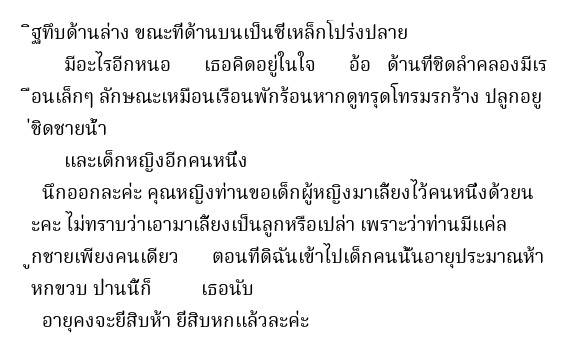 ิฐทึบด้านล่าง ขณะที่ด้านบนเป็นซี่เหล็กโปร่งปลาย
มีอะไรอีกหนอ เธอคิดอยู่ในใจ อ้อ ด้านที่ชิดลำคลองมีเร
ือนเล็กๆ ลักษณะเหมือนเรือนพักร้อนหากดูทรุดโทรมรกร้าง ปลูกอยู
่ชิดชายน้ำ
และเด็กหญิงอีกคนหนึ่ง
นึกออกละค่ะ คุณหญิงท่านขอเด็กผู้หญิงมาเลี้ยงไว้คนหนึ่งด้วยน
ะคะ ไม่ทราบว่าเอามาเลี้ยงเป็นลูกหรือเปล่า เพราะว่าท่านมีแค่ล
ูกชายเพียงคนเดียว ตอนที่ดิฉันเข้าไปเด็กคนนั้นอายุประมาณห้า
หกขวบ ป่านนี้ก็ เธอนับ
อายุคงจะยี่สิบห้า ยี่สิบหกแล้วละค่ะ